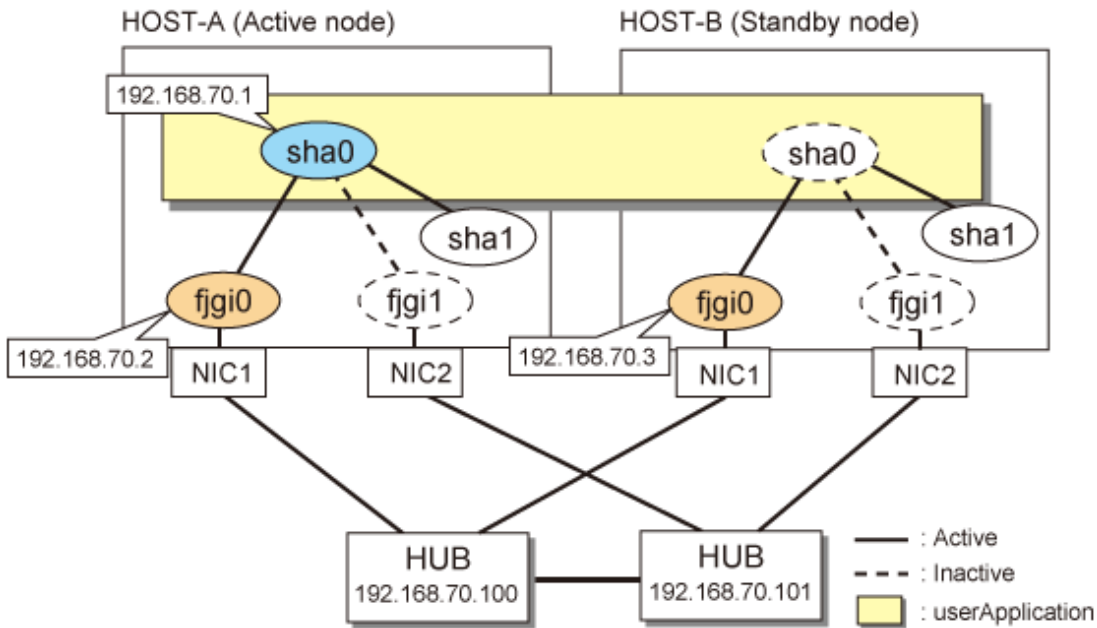 HOST-A (Active node)
HOST-B (Standby node)
192.168.70.1
sha0
sha0
sha1
sha1
fjgi0
fjgi1
fjgi0
fjgi1
192.168.70.2
192.168.70.3
NIC1
NIC2
NIC1
NIC2
HUB
192.168.70.100
HUB
192.168.70.101
: Active
: Inactive
: userApplication